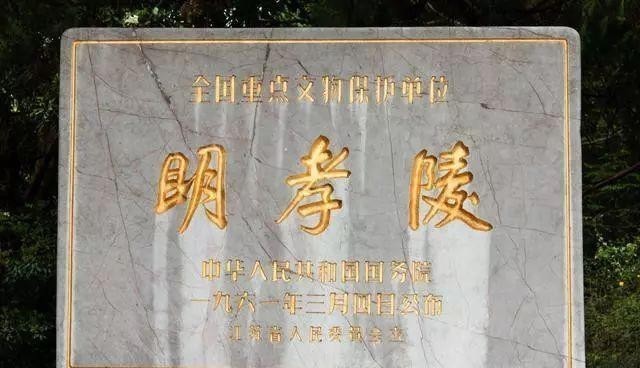 全国重点文物保护单位
明孝陵
中华人民共和国国务院
一九六一年三月四日公布
江苏省人民委员会立